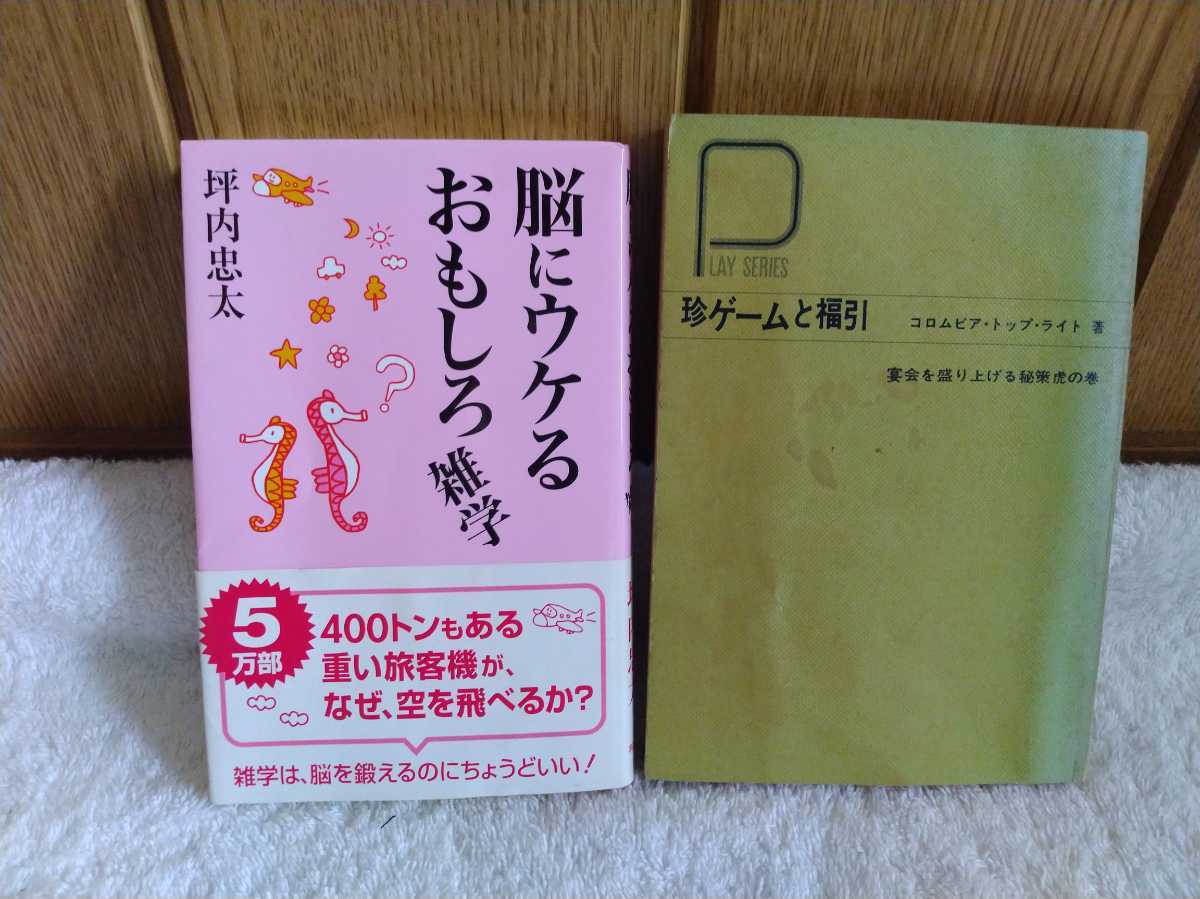 脳にウケる
おもしろ
雑学
坪内忠太
5
万部
400トンもある
重い旅客機が、
なぜ、空を飛べるか?
雑学は、脳を鍛えるのにちょうどいい!
PLAY SERIES
珍ゲームと福引
コロムビア・トップ・ライト 著
宴会を盛り上げる秘策虎の巻